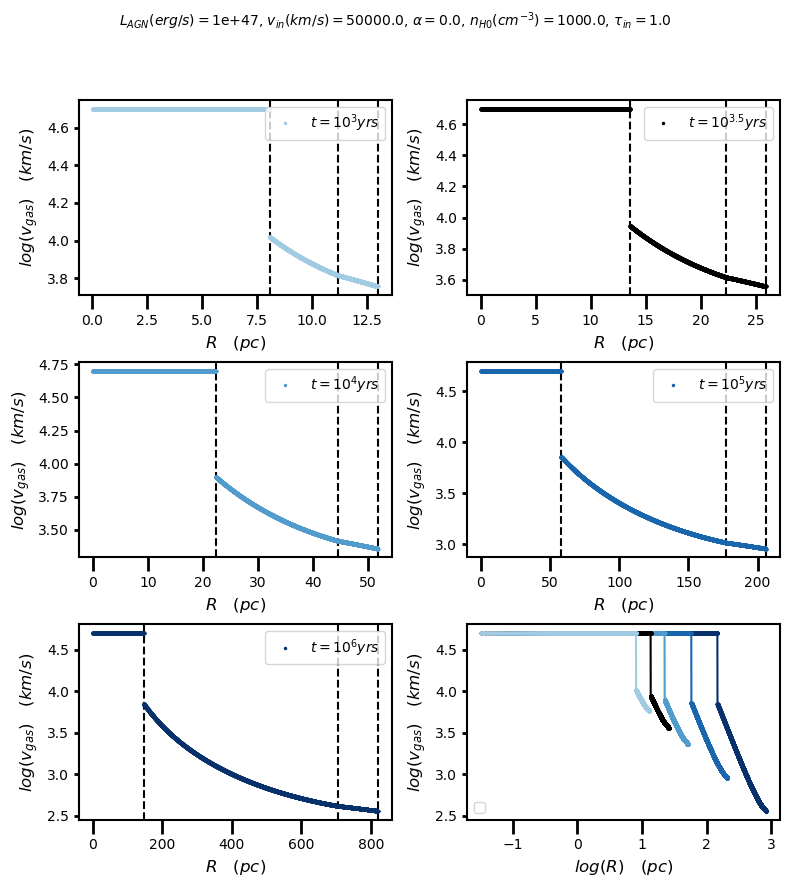 L_AGN(erg/s) = 1e+47, v_in(km/s) = 50000.0, α = 0.0, n_H0(cm^−3) = 1000.0, τ_in = 1.0
t = 10^3 yrs
log(v_gas) (km/s)
4.6
4.4
4.2
4.0
3.8
0.0 2.5 5.0 7.5 10.0 12.5
R (pc)
t = 10^3.5 yrs
log(v_gas) (km/s)
4.6
4.4
4.2
4.0
3.8
3.6
0 5 10 15 20 25
R (pc)
t = 10^4 yrs
log(v_gas) (km/s)
4.75
4.50
4.25
4.00
3.75
3.50
0 10 20 30 40 50
R (pc)
t = 10^5 yrs
log(v_gas) (km/s)
4.5
4.0
3.5
3.0
0 50 100 150 200
R (pc)
t = 10^6 yrs
log(v_gas) (km/s)
4.5
4.0
3.5
3.0
2.5
0 200 400 600 800
R (pc)
log(v_gas) (km/s)
4.5
4.0
3.5
3.0
2.5
−1 0 1 2 3
log(R) (pc)